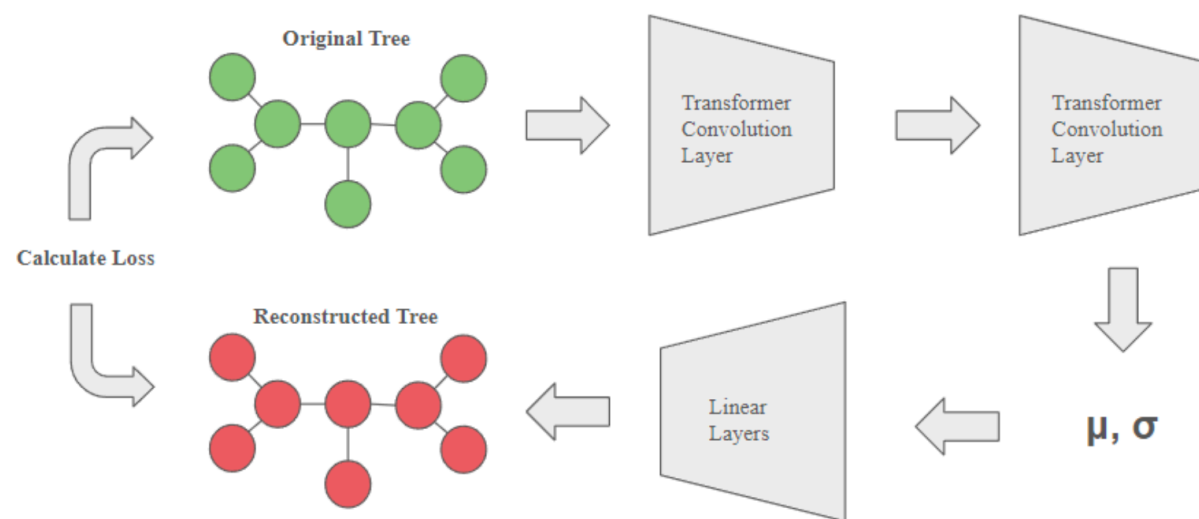 Original Tree
Transformer
Convolution
Layer
Transformer
Convolution
Layer
Calculate Loss
Reconstructed Tree
Linear
Layers
μ, σ